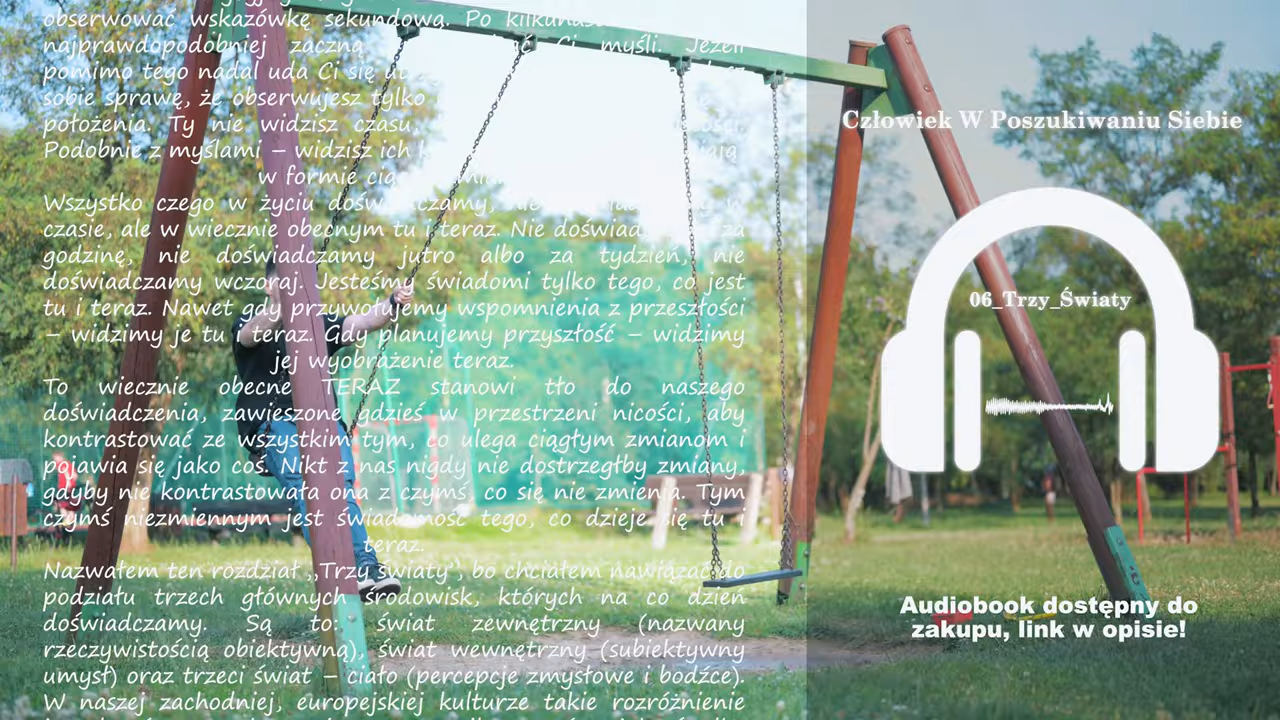 obserwować wskazówkę sekundową. Po
najprawdopodobniej zaczną Ci myśli. Jeżeli
pomimo tego nadal uda Ci się
sobie sprawę, że obserwujesz tylko
położenia. Ty nie widzisz czasu,
Podobnie z myślami – widzisz ich
w formie
Wszystko czego w życiu doświadczamy, w
czasie, ale w wiecznie obecnym tu i teraz. Nie za
godzinę, nie doświadczamy jutro albo za tydzień, nie
doświadczamy wczoraj. Jesteśmy świadomi tylko tego, co jest
tu i teraz. Nawet gdy przywołujemy wspomnienia z przeszłości
– widzimy je tu i teraz. Gdy planujemy przyszłość – widzimy
jej wyobrażenie teraz.
To wiecznie obecne TERAZ stanowi tło do naszego
doświadczenia, zawieszone gdzieś w przestrzeni nicości, aby
kontrastować ze wszystkim tym, co ulega ciągłym zmianom i
pojawia się jako coś. Nikt z nas nigdy nie dostrzegłby zmiany,
gdyby nie kontrastowała ona z czymś, co się nie zmienia. Tym
czymś niezmiennym jest świadomość tego, co dzieje się tu i
teraz.
Nazwałem ten rozdział „Trzy światy”, bo chciałem nawiązać do
podziału trzech głównych środowisk, których na co dzień
doświadczamy. Są to: świat zewnętrzny (nazwany
rzeczywistością obiektywną), świat wewnętrzny (subiektywny
umysł) oraz trzeci świat – ciało (percepcje zmysłowe i bodźce).
W naszej zachodniej, europejskiej kulturze takie rozróżnienie
Człowiek W Poszukiwaniu Siebie
06_Trzy_Światy
Audiobook dostępny do
zakupu, link w opisie!